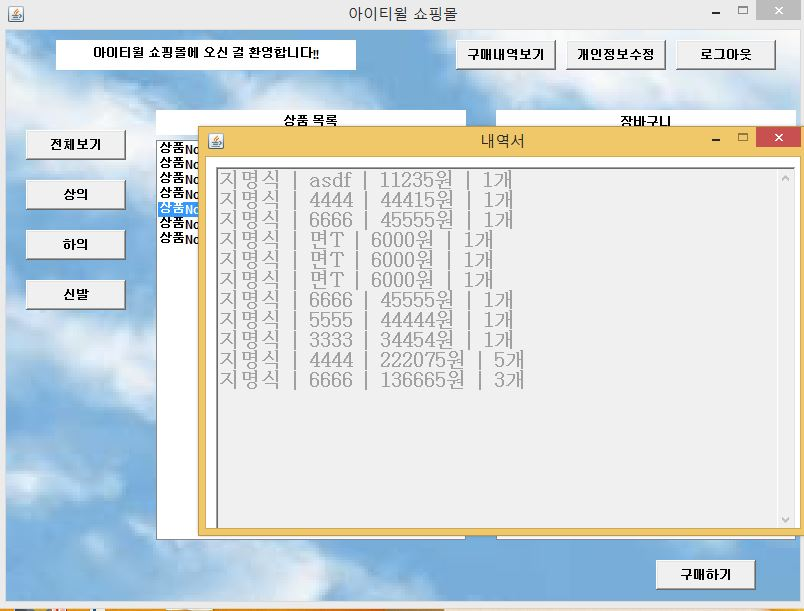 아이티윌 쇼핑몰
아이티윌 쇼핑몰에 오신 걸 환영합니다!!
구매내역보기
개인정보수정
로그아웃
상품 목록
장바구니
전체보기
상의
하의
신발
상품No
상품No
상품No
상품No
상품No
상품No
상품No
내역서
지명식 | asdf | 11235원 | 1개
지명식 | 4444 | 44415원 | 1개
지명식 | 6666 | 45555원 | 1개
지명식 | 면T | 6000원 | 1개
지명식 | 면T | 6000원 | 1개
지명식 | 면T | 6000원 | 1개
지명식 | 6666 | 45555원 | 1개
지명식 | 5555 | 44444원 | 1개
지명식 | 3333 | 34454원 | 1개
지명식 | 4444 | 222075원 | 5개
지명식 | 6666 | 136665원 | 3개
구매하기